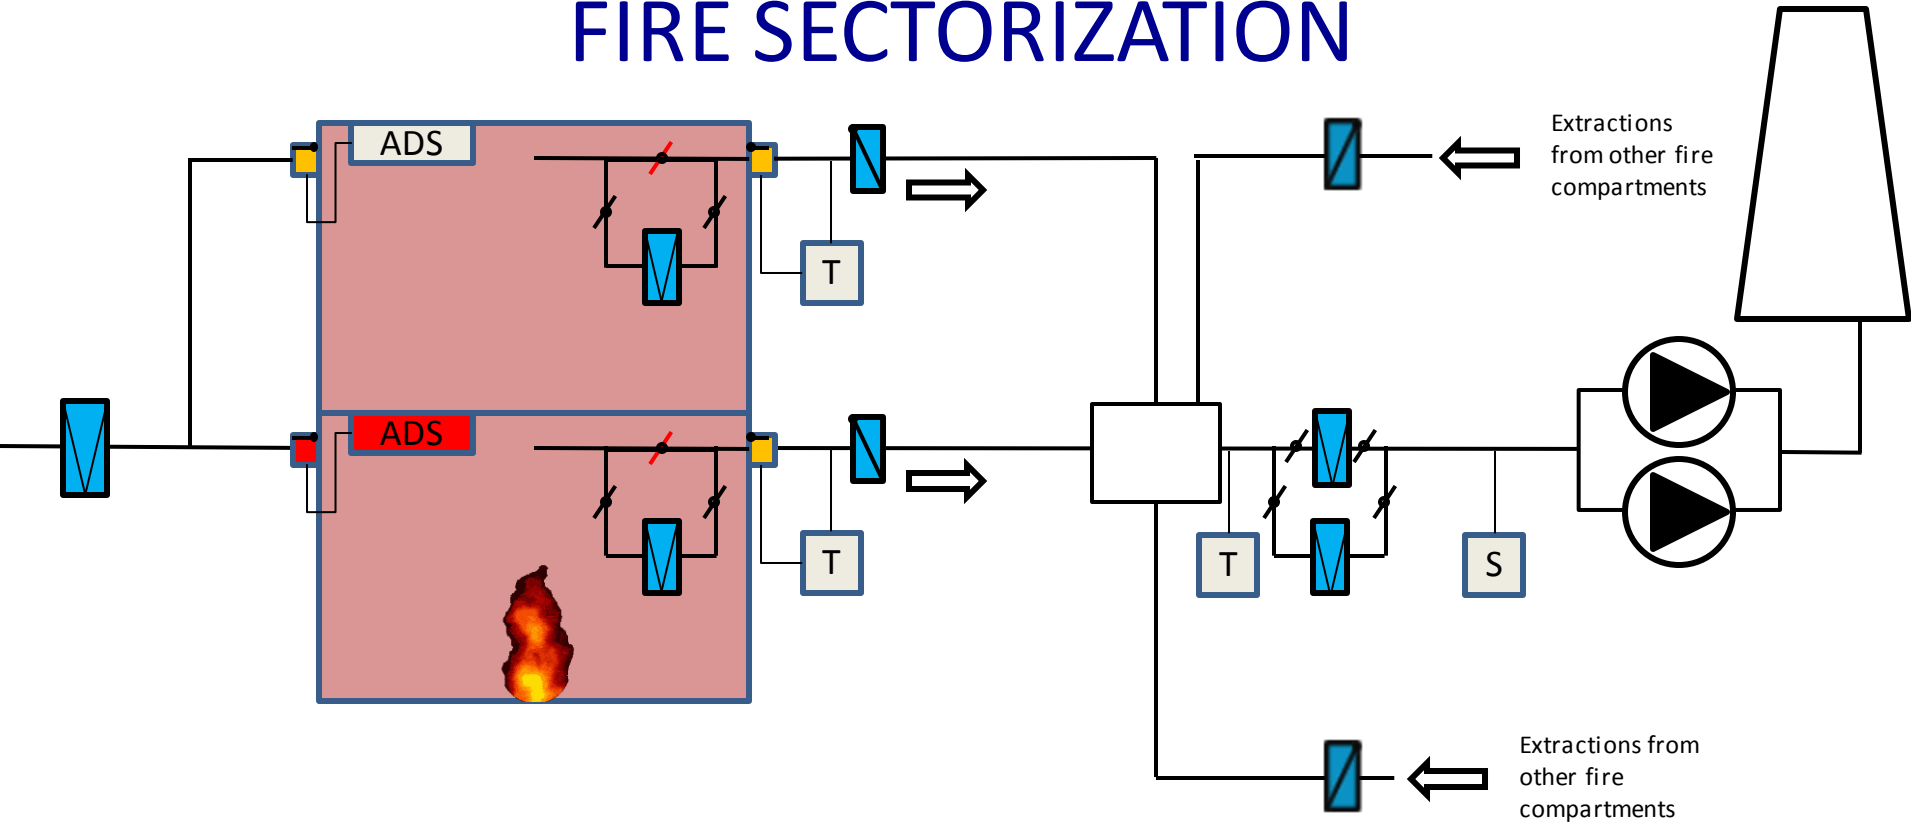 FIRE SECTORIZATION
ADS
Extractions
from other fire
compartments
T
ADS
T
T
S
Extractions from
other fire
compartments